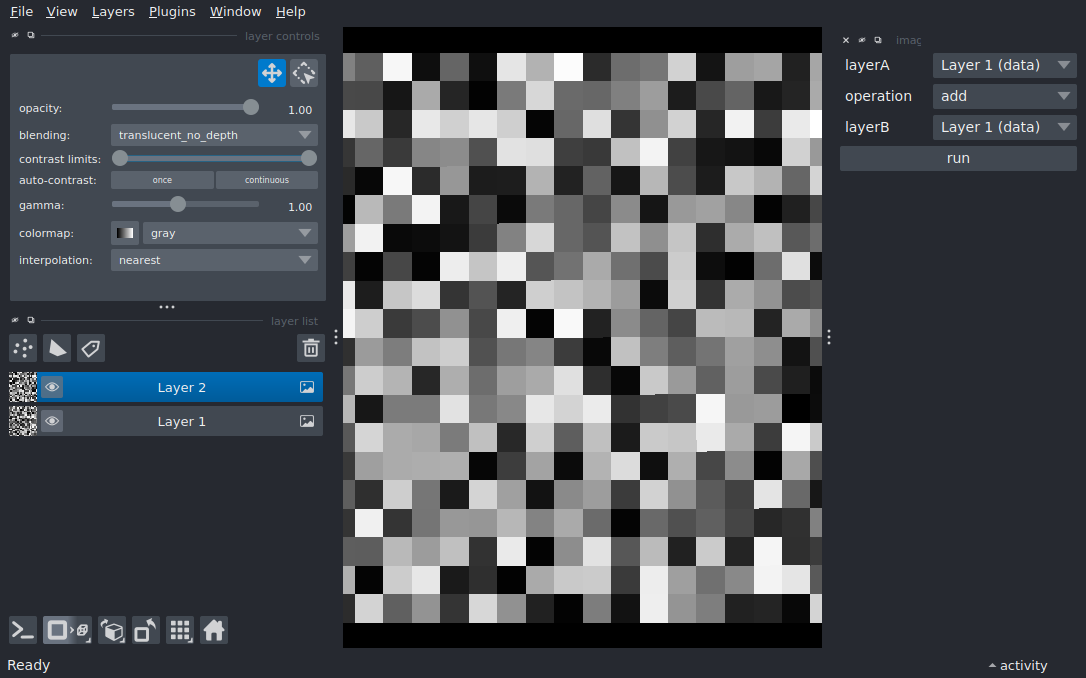 File View Layers Plugins Window Help
layer controls
opacity: 1.00
blending: translucent_no_depth
contrast limits:
auto-contrast: once continuous
gamma: 1.00
colormap: gray
interpolation: nearest
layer list
Layer 2
Layer 1
Ready
imag
layerA Layer 1 (data)
operation add
layerB Layer 1 (data)
run
activity